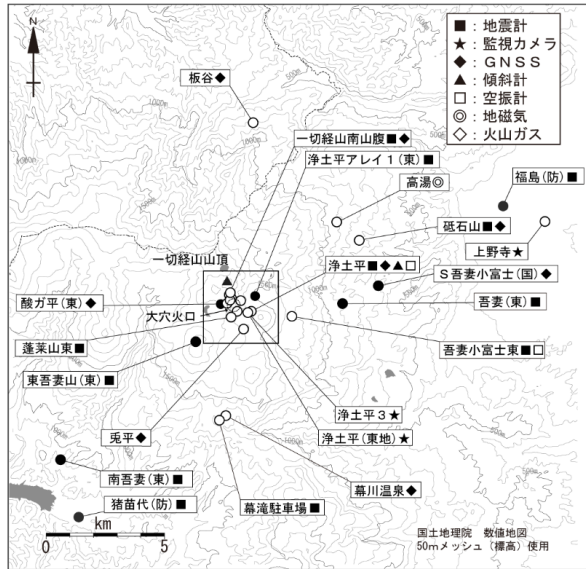 ■：地震計
★：監視カメラ
◆：GNSS
▲：傾斜計
□：空振計
◎：地磁気
◇：火山ガス
N
板谷◆
一切経山南山腹■◆
浄土平アレイ1(東)■
高湯◎
福島(防)■
砥石山■◆
上野寺★
一切経山山頂
浄土平■◆▲□
S吾妻小富士(国)◆
酸ガ平(東)◆
大穴火口
吾妻(東)■
蓬莱山東■
吾妻小富士東■□
東吾妻山(東)■
浄土平3★
兎平◆
浄土平(東地)★
南吾妻(東)■
幕川温泉◆
猪苗代(防)■
幕滝駐車場■
km
0 5
国土地理院 数値地図
50mメッシュ(標高)使用